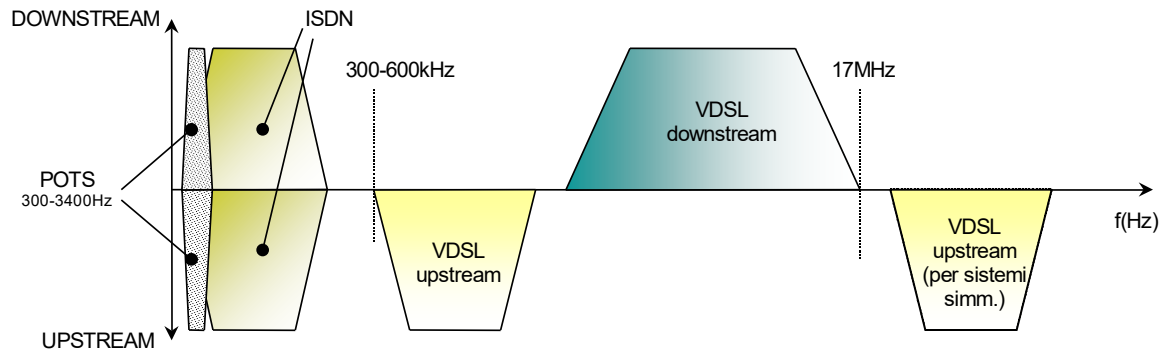 DOWNSTREAM
ISDN
300-600kHz
17MHz
VDSL
downstream
POTS
300-3400Hz
f(Hz)
VDSL
upstream
VDSL
upstream
(per sistemi
simm.)
UPSTREAM